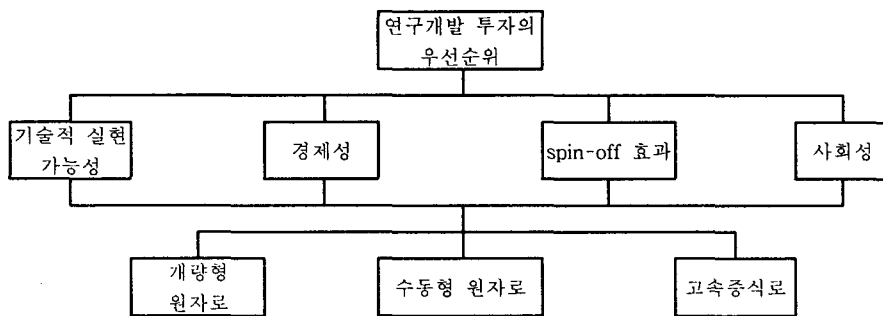 연구개발 투자의
우선순위
기술적 실현
가능성
경제성
spin-off 효과
사회성
개량형
원자로
수동형 원자로
고속증식로